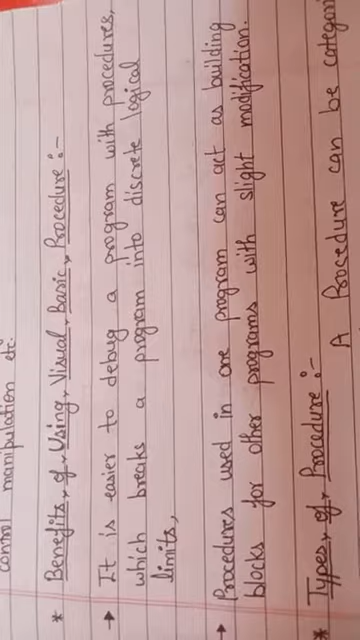 control manipulation etc
* Benefits of Using Visual Basic Procedure :-
→ It is easier to debug a program with procedures,
which breaks a program into discrete logical
limits,
→ Procedures used in one program can act as building
blocks for other programs with slight modification.
* Types of Procedure :-
A Procedure can be categori